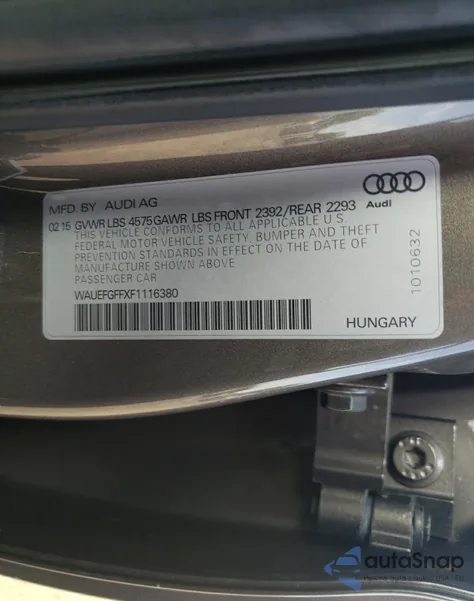 MFD. BY AUDI AG
Audi
02 15 GVWR LBS 4575 GAWR LBS FRONT 2392/REAR 2293
THIS VEHICLE CONFORMS TO ALL APPLICABLE U.S.
FEDERAL MOTOR VEHICLE SAFETY, BUMPER AND THEFT
PREVENTION STANDARDS IN EFFECT ON THE DATE OF
MANUFACTURE SHOWN ABOVE
PASSENGER CAR
WAUEFGFFXF1116380
HUNGARY
1010632
autoSnap